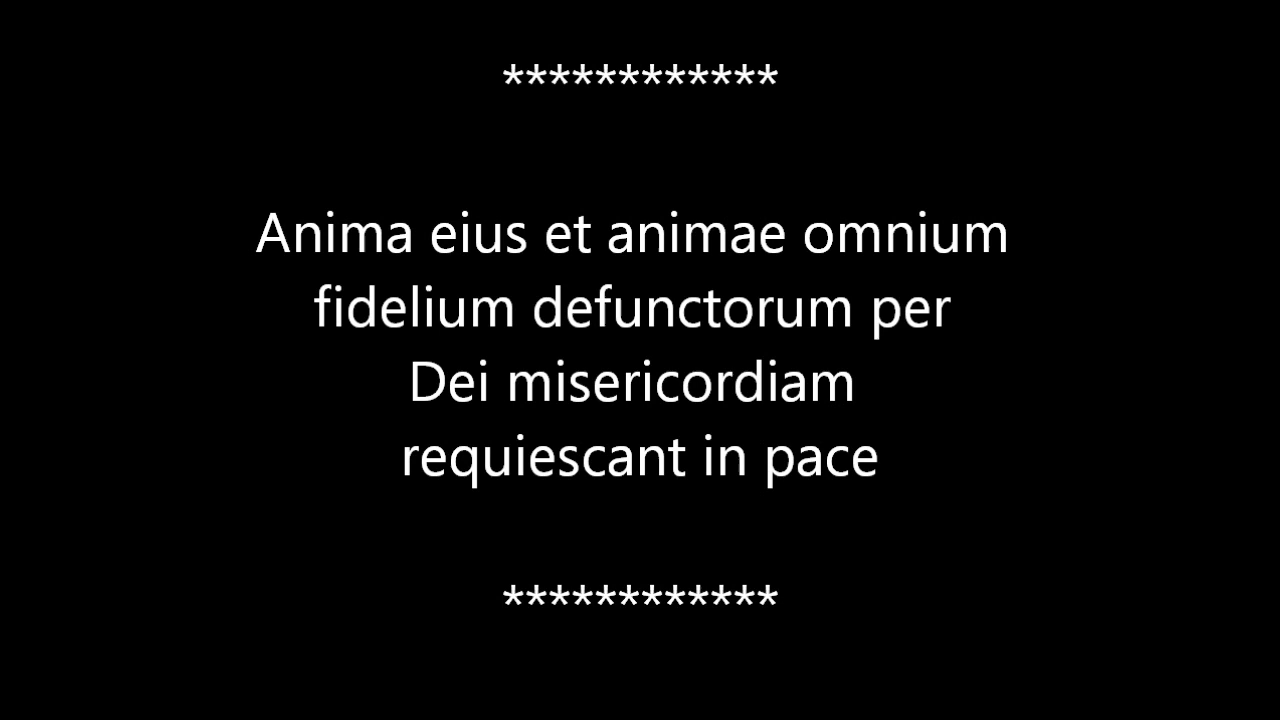 ************
Anima eius et animae omnium
fidelium defunctorum per
Dei misericordiam
requiescant in pace
************